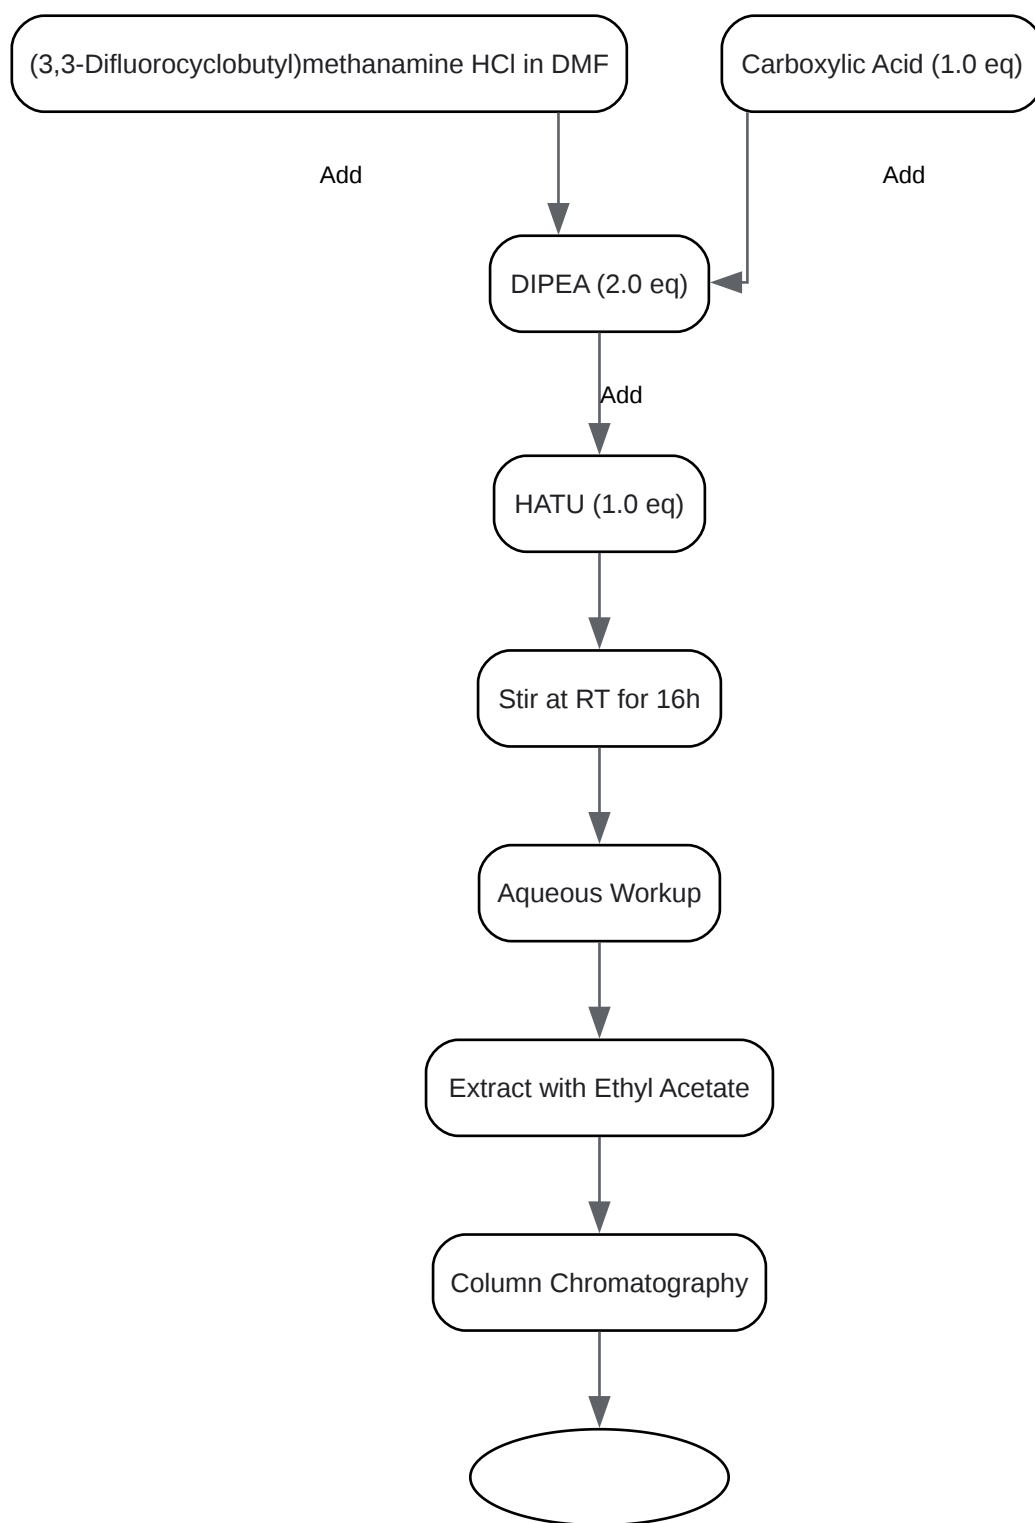 (3,3-Difluorocyclobutyl)methanamine HCl in DMF
Carboxylic Acid (1.0 eq)
Add
Add
DIPEA (2.0 eq)
Add
HATU (1.0 eq)
Stir at RT for 16h
Aqueous Workup
Extract with Ethyl Acetate
Column Chromatography